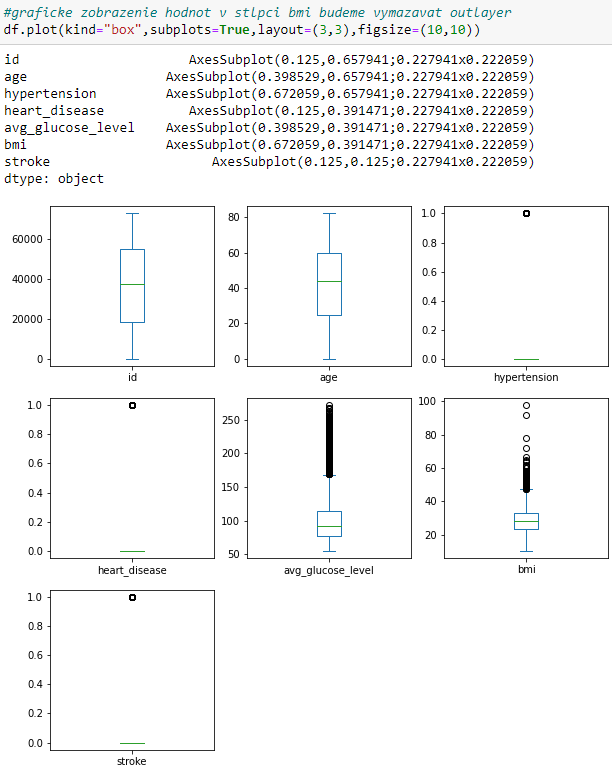 #graficke zobrazenie hodnot v stlpci bmi budeme vymazavat outlayer
df.plot(kind="box",subplots=True,layout=(3,3),figsize=(10,10))
id AxesSubplot(0.125,0.657941;0.227941x0.222059)
age AxesSubplot(0.398529,0.657941;0.227941x0.222059)
hypertension AxesSubplot(0.672059,0.657941;0.227941x0.222059)
heart_disease AxesSubplot(0.125,0.391471;0.227941x0.222059)
avg_glucose_level AxesSubplot(0.398529,0.391471;0.227941x0.222059)
bmi AxesSubplot(0.672059,0.391471;0.227941x0.222059)
stroke AxesSubplot(0.125,0.125;0.227941x0.222059)
dtype: object
60000
40000
20000
0
id
80
60
40
20
0
age
1.0
0.8
0.6
0.4
0.2
0.0
hypertension
1.0
0.8
0.6
0.4
0.2
0.0
heart_disease
250
200
150
100
50
avg_glucose_level
100
80
60
40
20
bmi
1.0
0.8
0.6
0.4
0.2
0.0
stroke